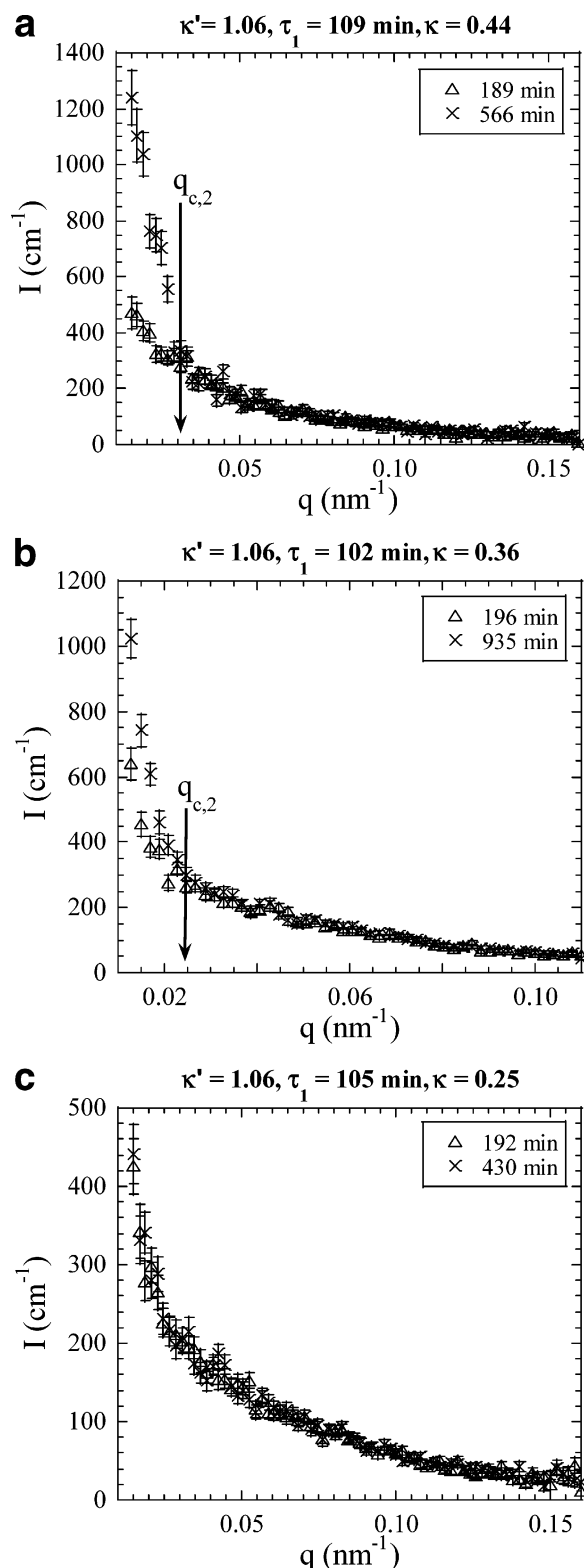 a
κ'= 1.06, τ₁ = 109 min, κ = 0.44
1400
1200
1000
800
600
400
200
0
I (cm⁻¹)
189 min
566 min
q_c,2
0.05
0.10
0.15
q (nm⁻¹)
b
κ' = 1.06, τ₁ = 102 min, κ = 0.36
1200
1000
800
600
400
200
0
I (cm⁻¹)
196 min
935 min
q_c,2
0.02
0.06
0.10
q (nm⁻¹)
c
κ' = 1.06, τ₁ = 105 min, κ = 0.25
500
400
300
200
100
0
I (cm⁻¹)
192 min
430 min
0.05
0.10
0.15
q (nm⁻¹)